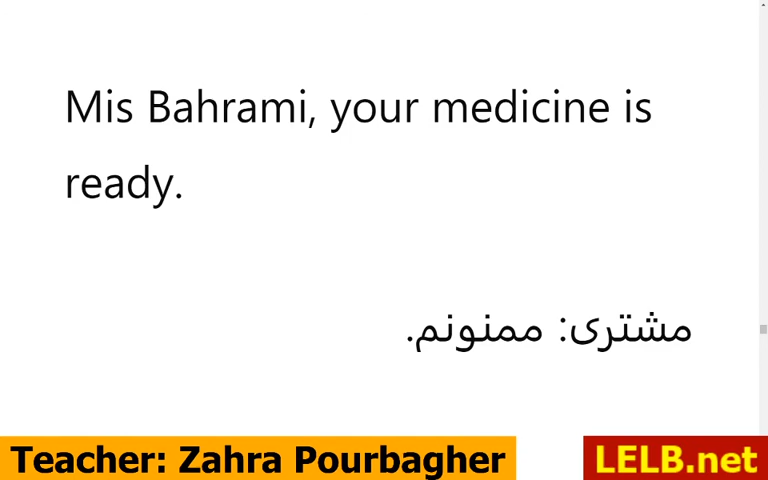 Mis Bahrami, your medicine is
ready.
مشتری: ممنونم.
Teacher: Zahra Pourbagher
LELB.net